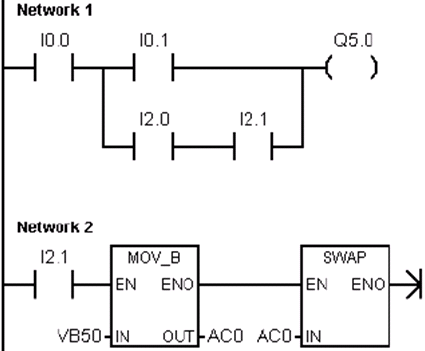 Network 1
I0.0 I0.1 Q5.0
I2.0 I2.1
Network 2
I2.1 MOV_B SWAP
EN ENO EN ENO
VB50 IN OUT AC0 AC0 IN